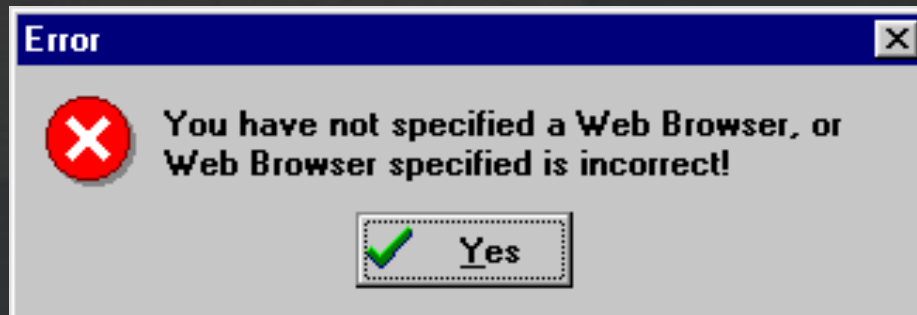 Error
You have not specified a Web Browser, or
Web Browser specified is incorrect!
Yes